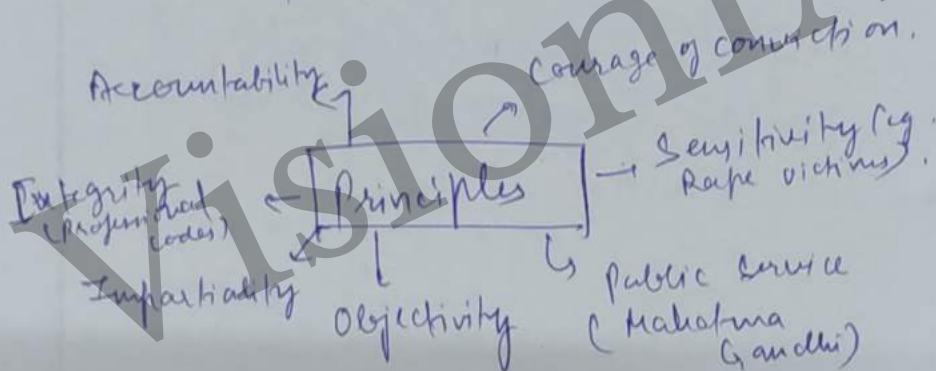 Accountability
Courage of conviction.
Sensitivity (eg.
Rape victims).
Principles
Integrity
(Professional
codes)
Impartiality
Objectivity
Public Service
(Mahatma
Gandhi)
Vision